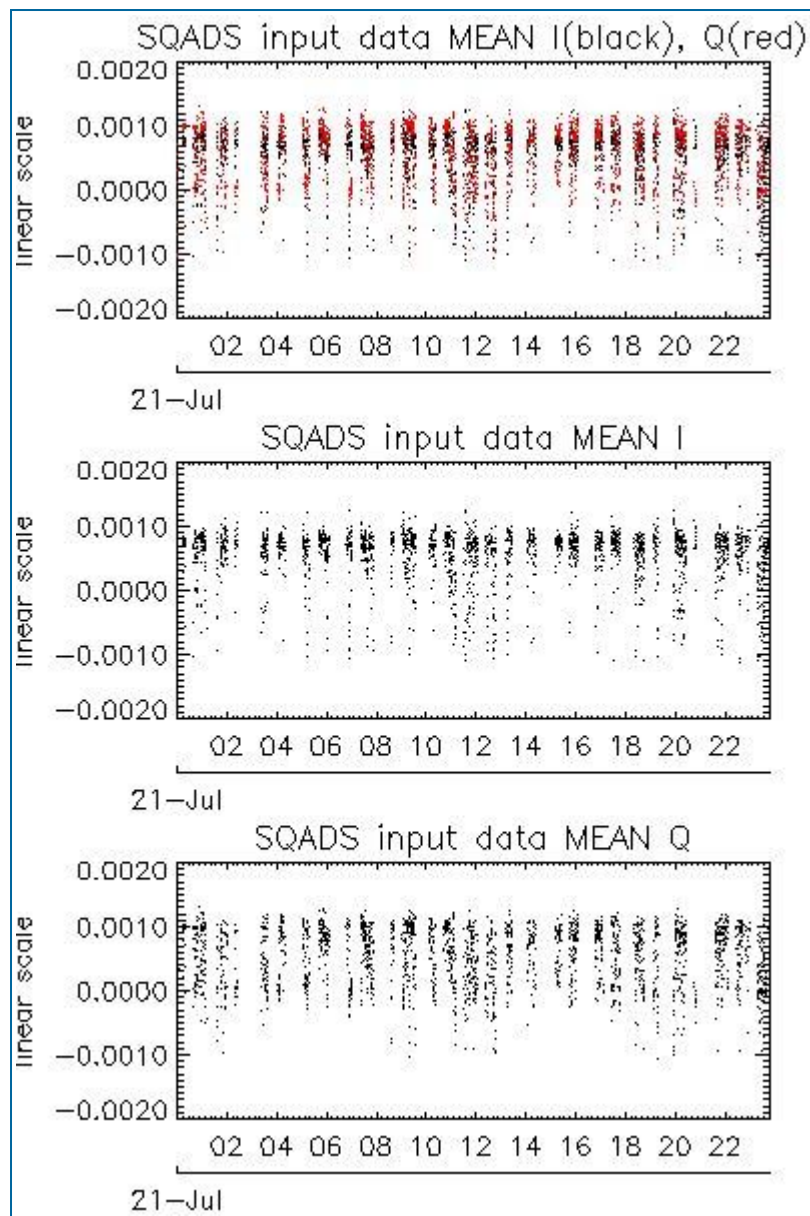 SQADS input data MEAN I(black), Q(red)
0.0020
0.0010
0.0000
−0.0010
−0.0020
linear scale
02 04 06 08 10 12 14 16 18 20 22
21−Jul
SQADS input data MEAN I
0.0020
0.0010
0.0000
−0.0010
−0.0020
linear scale
02 04 06 08 10 12 14 16 18 20 22
21−Jul
SQADS input data MEAN Q
0.0020
0.0010
0.0000
−0.0010
−0.0020
linear scale
02 04 06 08 10 12 14 16 18 20 22
21−Jul